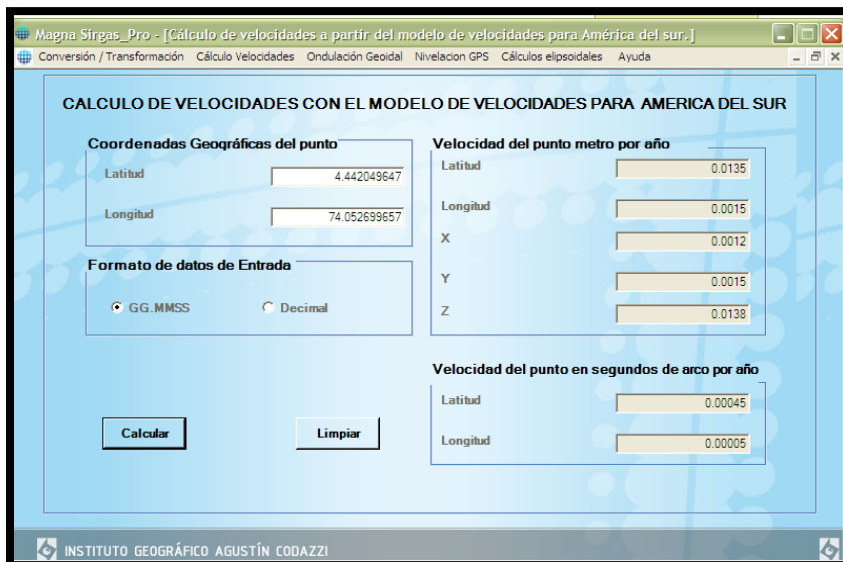 Magna Sirgas_Pro - [Cálculo de velocidades a partir del modelo de velocidades para América del sur.]
Conversión / Transformación Cálculo Velocidades Ondulación Geoidal Nivelacion GPS Cálculos elipsoidales Ayuda
CALCULO DE VELOCIDADES CON EL MODELO DE VELOCIDADES PARA AMERICA DEL SUR
Coordenadas Geográficas del punto
Latitud 4.442049647
Longitud 74.052699657
Formato de datos de Entrada
GG.MMSS Decimal
Calcular Limpiar
Velocidad del punto metro por año
Latitud 0.0135
Longitud 0.0015
X 0.0012
Y 0.0015
Z 0.0138
Velocidad del punto en segundos de arco por año
Latitud 0.00045
Longitud 0.00005
INSTITUTO GEOGRÁFICO AGUSTÍN CODAZZI